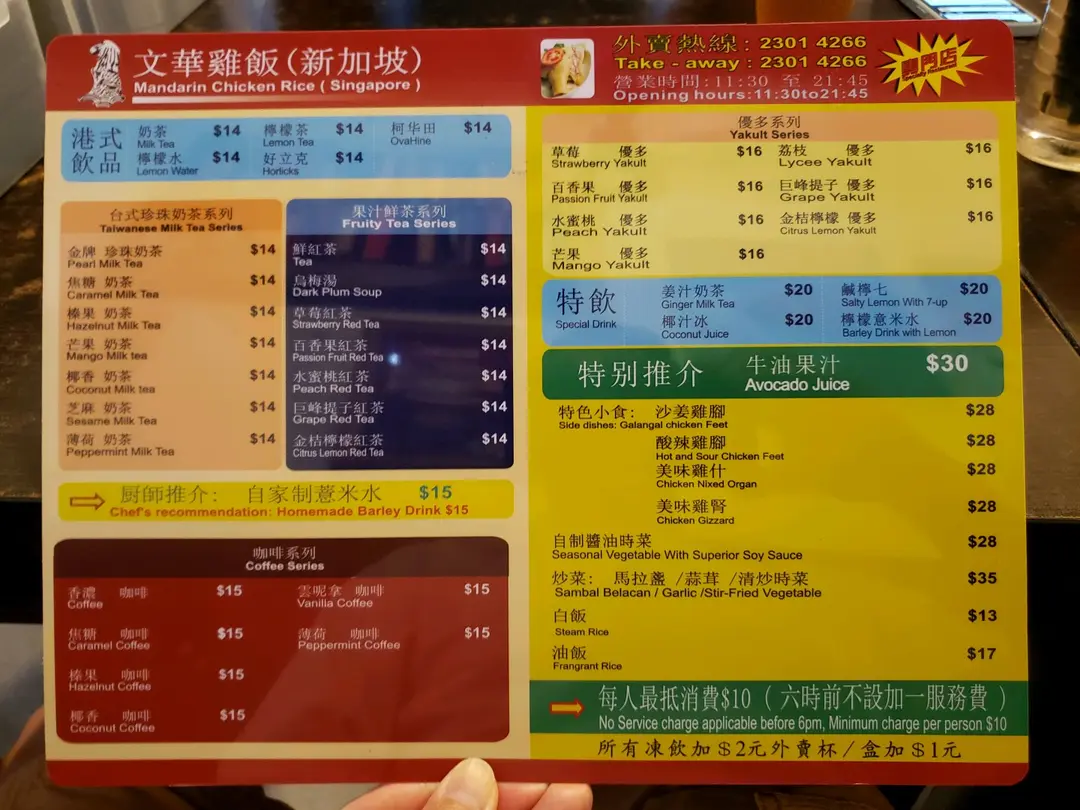 文華雞飯(新加坡)
Mandarin Chicken Rice ( Singapore )
外賣熱線: 2301 4266
Take - away : 2301 4266
營業時間:11:30 至 21:45
Opening hours:11:30to21:45
港式飲品
奶茶 $14
Milk Tea
檸檬茶 $14
Lemon Tea
柯华田 $14
OvaHine
檸檬水 $14
Lemon Water
好立克 $14
Horlicks
台式珍珠奶茶系列
Taiwanese Milk Tea Series
金牌 珍珠奶茶 $14
Pearl Milk Tea
焦糖 奶茶 $14
Caramel Milk Tea
榛果 奶茶 $14
Hazelnut Milk Tea
芒果 奶茶 $14
Mango Milk tea
椰香 奶茶 $14
Coconut Milk tea
芝麻 奶茶 $14
Sesame Milk Tea
薄荷 奶茶 $14
Peppermint Milk Tea
果汁鮮茶系列
Fruity Tea Series
鮮紅茶 $14
Tea
烏梅湯 $14
Dark Plum Soup
草莓紅茶 $14
Strawberry Red Tea
百香果紅茶 $14
Passion Fruit Red Tea
水蜜桃紅茶 $14
Peach Red Tea
巨峰提子紅茶 $14
Grape Red Tea
金桔檸檬紅茶 $14
Citrus Lemon Red Tea
厨師推介: 自家制薏米水 $15
Chef's recommendation: Homemade Barley Drink $15
咖啡系列
Coffee Series
香濃 咖啡 $15
Coffee
雲呢拿 咖啡 $15
Vanilla Coffee
焦糖 咖啡 $15
Caramel Coffee
薄荷 咖啡 $15
Peppermint Coffee
榛果 咖啡 $15
Hazelnut Coffee
椰香 咖啡 $15
Coconut Coffee
優多系列
Yakult Series
草莓 優多 $16
Strawberry Yakult
荔枝 優多 $16
Lycee Yakult
百香果 優多 $16
Passion Fruit Yakult
巨峰提子 優多 $16
Grape Yakult
水蜜桃 優多 $16
Peach Yakult
金桔檸檬 優多 $16
Citrus Lemon Yakult
芒果 優多 $16
Mango Yakult
特飲
Special Drink
姜汁奶茶 $20
Ginger Milk Tea
鹹檸七 $20
Salty Lemon With 7-up
椰汁冰 $20
Coconut Juice
檸檬意米水 $20
Barley Drink with Lemon
特别推介 牛油果汁 $30
Avocado Juice
特色小食: 沙姜雞腳 $28
Side dishes: Galangal chicken Feet
酸辣雞腳 $28
Hot and Sour Chicken Feet
美味雞什 $28
Chicken Nixed Organ
美味雞腎 $28
Chicken Gizzard
自制醬油時菜 $28
Seasonal Vegetable With Superior Soy Sauce
炒菜: 馬拉盞 /蒜茸 /清炒時菜 $35
Sambal Belacan / Garlic /Stir-Fried Vegetable
白飯 $13
Steam Rice
油飯 $17
Frangrant Rice
每人最抵消費$10 ( 六時前不設加一服務費 )
No Service charge applicable before 6pm, Minimum charge per person $10
所有凍飲加 $2元外賣杯/盒加 $1元